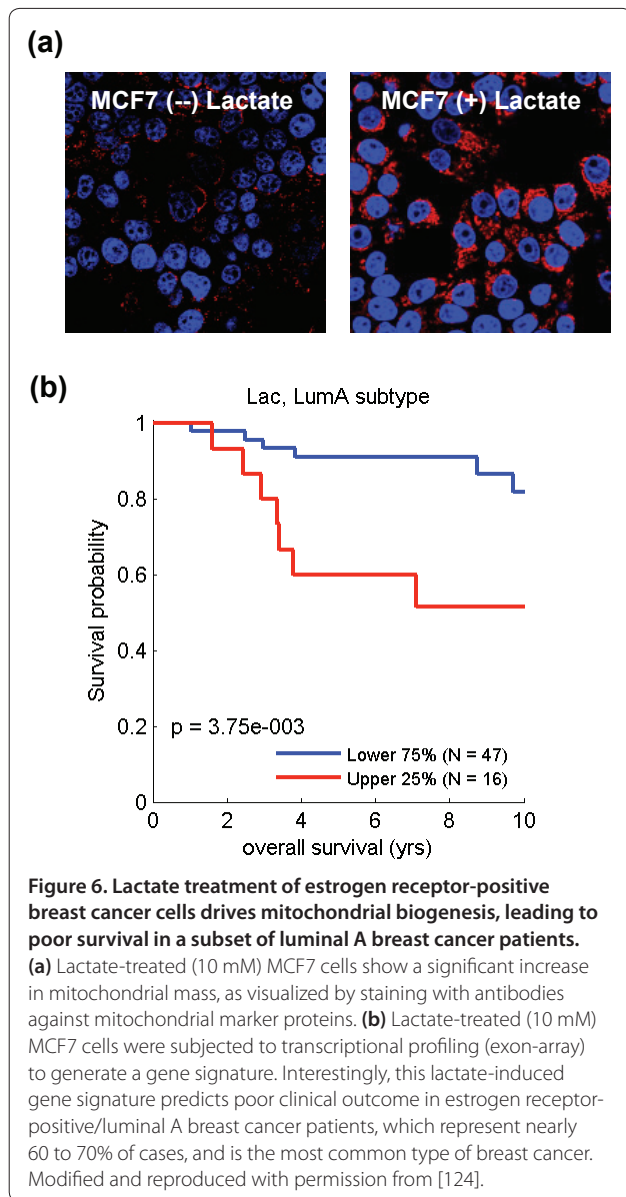 (a)
MCF7 (--) Lactate
MCF7 (+) Lactate
(b)
Lac, LumA subtype
1
0.8
0.6
0.4
0.2
0
Survival probability
p = 3.75e-003
Lower 75% (N = 47)
Upper 25% (N = 16)
0 2 4 6 8 10
overall survival (yrs)
Figure 6. Lactate treatment of estrogen receptor-positive
breast cancer cells drives mitochondrial biogenesis, leading to
poor survival in a subset of luminal A breast cancer patients.
(a) Lactate-treated (10 mM) MCF7 cells show a significant increase
in mitochondrial mass, as visualized by staining with antibodies
against mitochondrial marker proteins. (b) Lactate-treated (10 mM)
MCF7 cells were subjected to transcriptional profiling (exon-array)
to generate a gene signature. Interestingly, this lactate-induced
gene signature predicts poor clinical outcome in estrogen receptor-
positive/luminal A breast cancer patients, which represent nearly
60 to 70% of cases, and is the most common type of breast cancer.
Modified and reproduced with permission from [124].